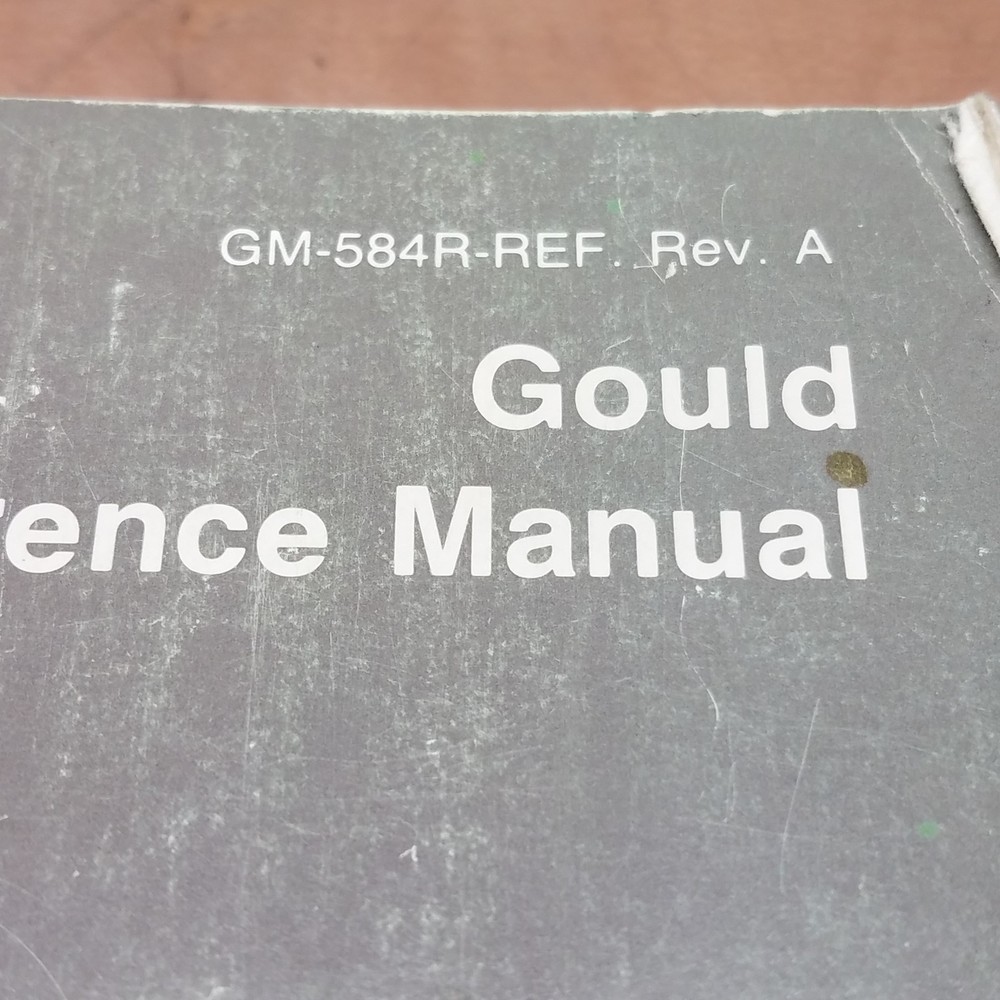 GM-584R-REF. Rev. A
Gould
ence Manual